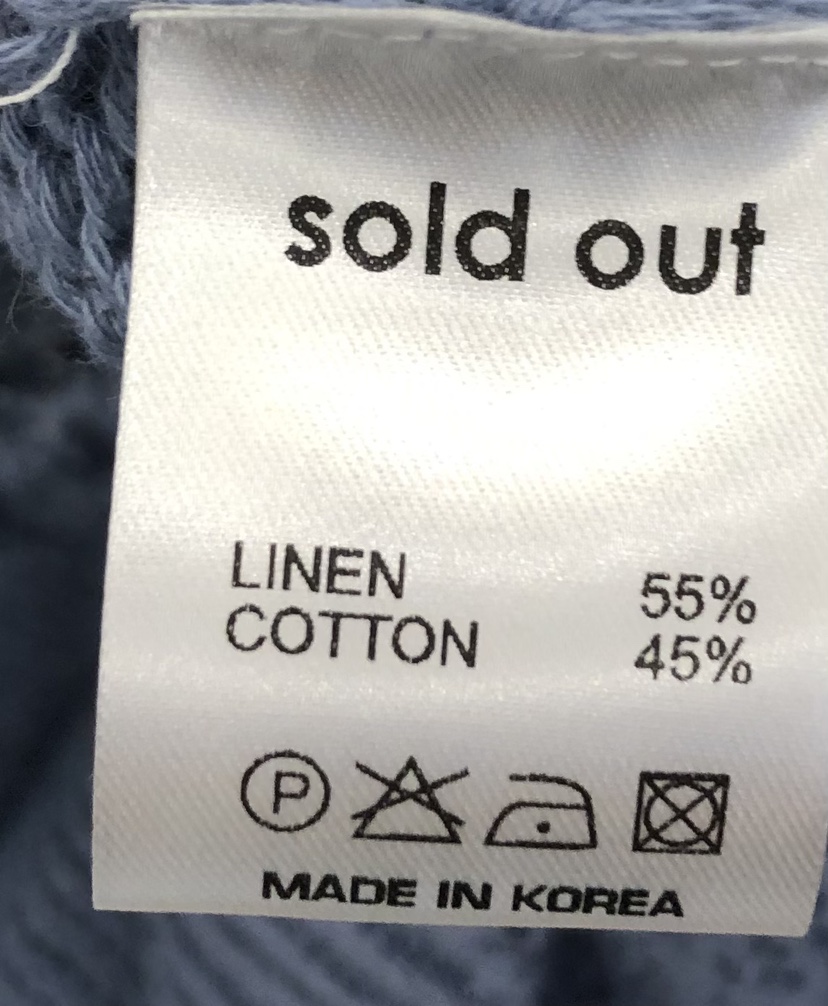 sold out
LINEN 55%
COTTON 45%
P
MADE IN KOREA